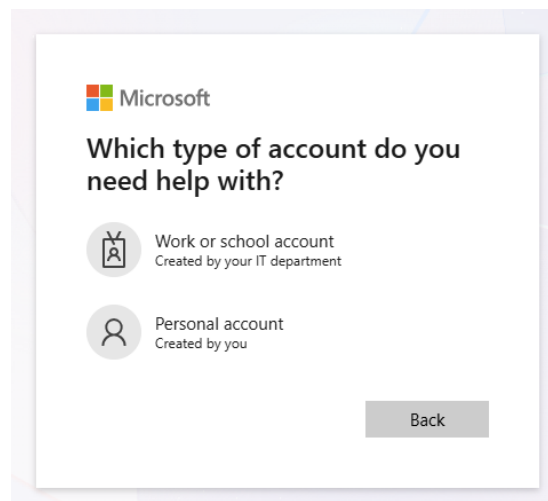 Microsoft
Which type of account do you
need help with?
Work or school account
Created by your IT department
Personal account
Created by you
Back